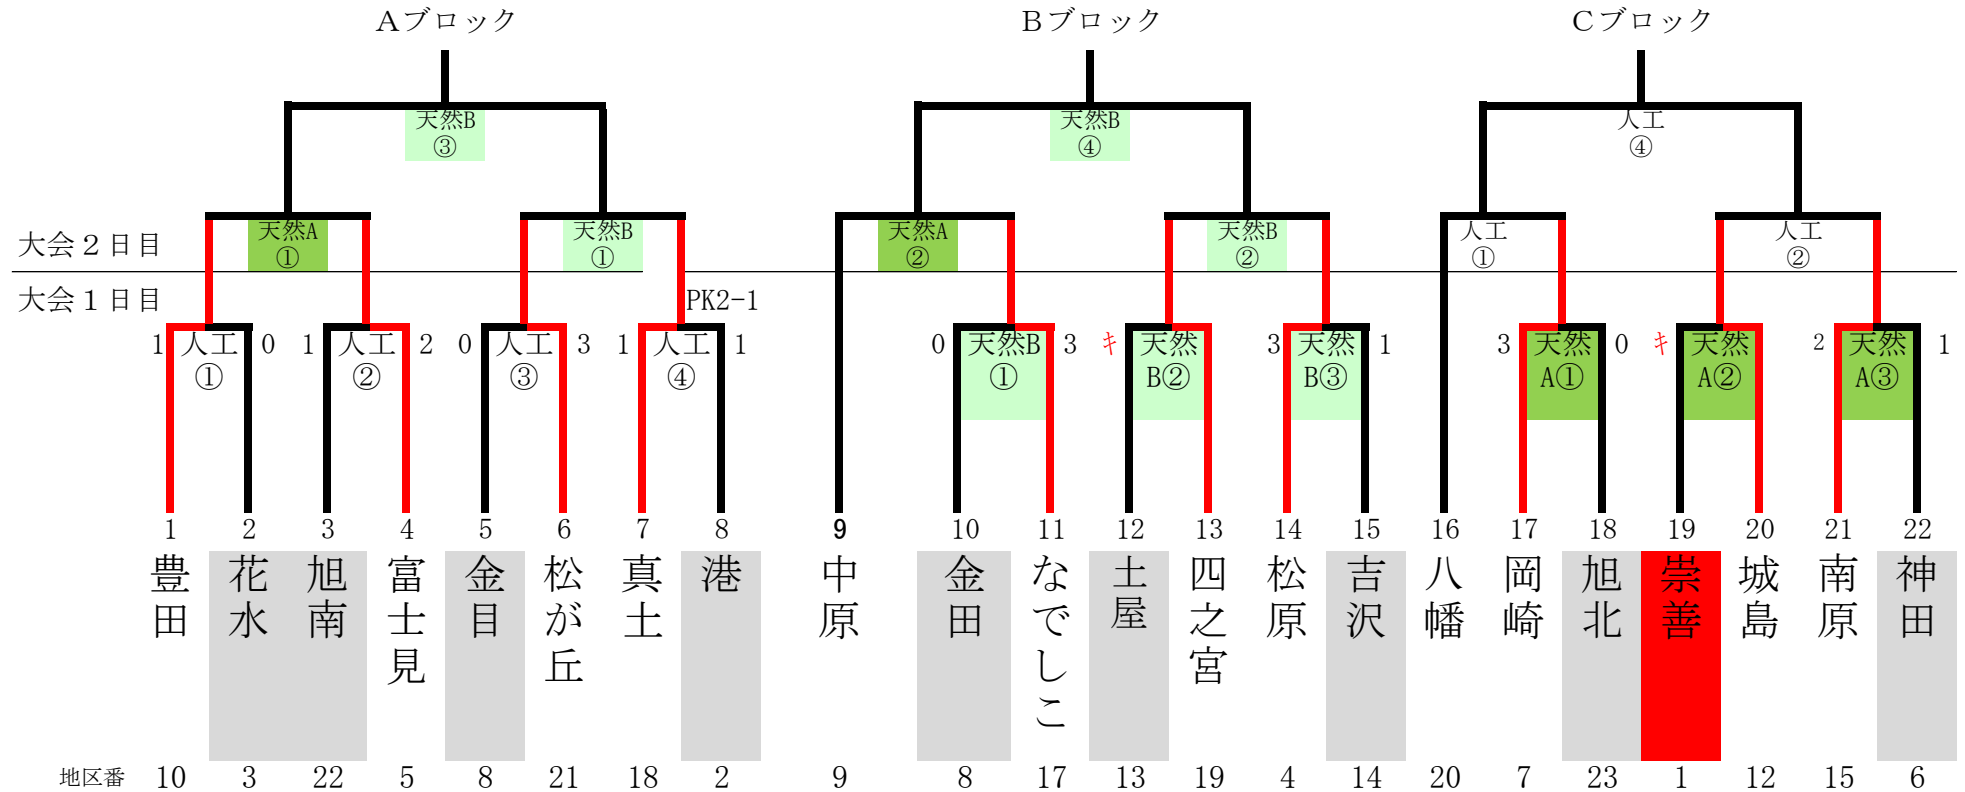 Aブロック Bブロック Cブロック
天然B 天然B 人工
③ ④ ④
大会２日目 天然A 天然B 天然A 天然B 人工 人工
① ① ② ② ① ②
大会１日目 PK2-1
1 人工 0 1 人工 2 0 人工 3 1 人工 1 0 天然B 3 ｷ 天然 3 天然 1 3 天然 0 ｷ 天然 2 天然 1
① ② ③ ④ ① B② B③ A① A② A③
1 2 3 4 5 6 7 8 9 10 11 12 13 14 15 16 17 18 19 20 21 22
豊田 花水 旭南 富士見 金目 松が丘 真土 港 中原 金田 なでしこ 土屋 四之宮 松原 吉沢 八幡 岡崎 旭北 崇善 城島 南原 神田
地区番 10 3 22 5 8 21 18 2 9 8 17 13 19 4 14 20 7 23 1 12 15 6